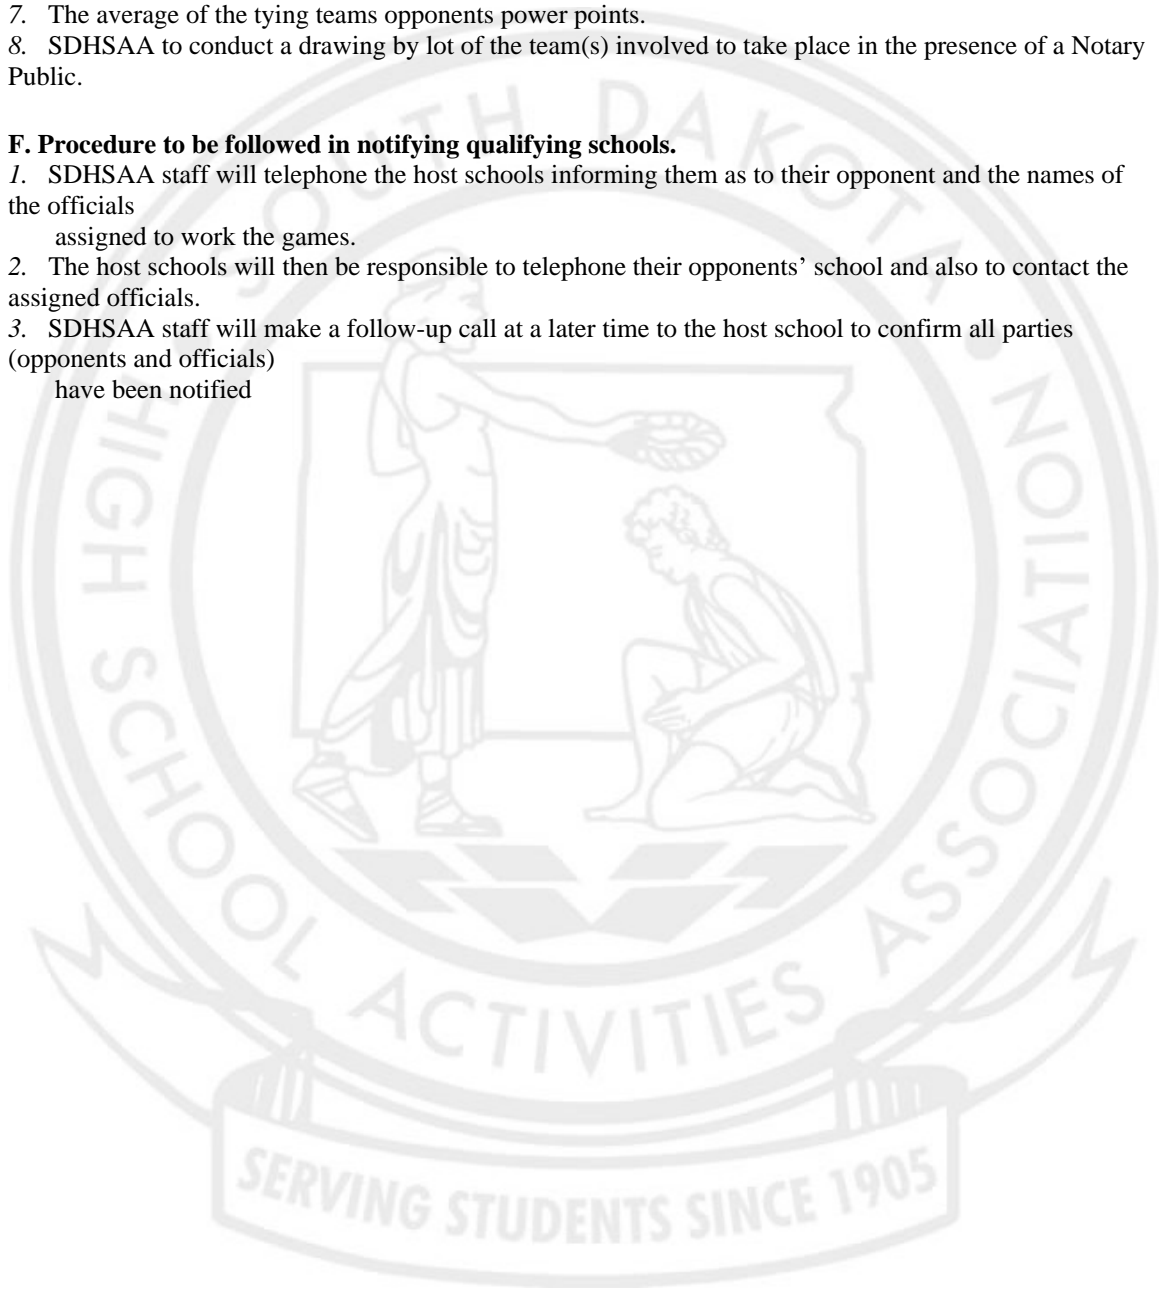 7. The average of the tying teams opponents power points.
8. SDHSAA to conduct a drawing by lot of the team(s) involved to take place in the presence of a Notary
Public.
F. Procedure to be followed in notifying qualifying schools.
1. SDHSAA staff will telephone the host schools informing them as to their opponent and the names of
the officials
assigned to work the games.
2. The host schools will then be responsible to telephone their opponents’ school and also to contact the
assigned officials.
3. SDHSAA staff will make a follow-up call at a later time to the host school to confirm all parties
(opponents and officials)
have been notified
SOUTH DAKOTA • HIGH SCHOOL ACTIVITIES ASSOCIATION
SERVING STUDENTS SINCE 1905